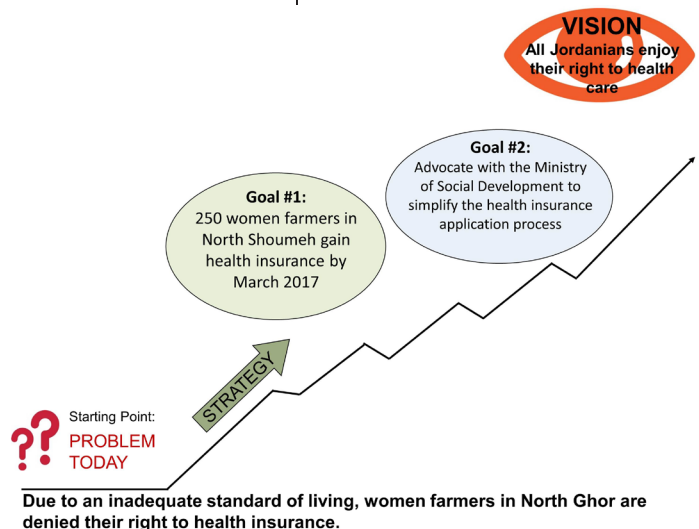 VISION
All Jordanians enjoy
their right to health
care
Goal #2:
Advocate with the Ministry
of Social Development to
simplify the health insurance
application process
Goal #1:
250 women farmers in
North Shoumeh gain
health insurance by
March 2017
STRATEGY
??
Starting Point:
PROBLEM
TODAY
Due to an inadequate standard of living, women farmers in North Ghor are
denied their right to health insurance.